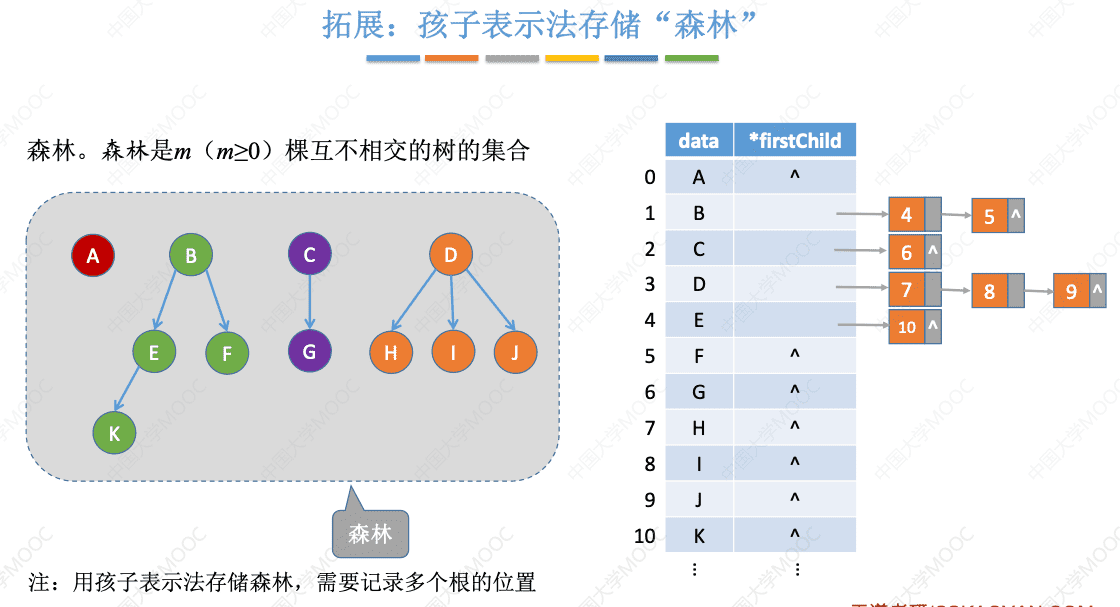 拓展：孩子表示法存储“森林”
森林。森林是m（m≥0）棵互不相交的树的集合
A B C D
E F G H I J
K
森林
注：用孩子表示法存储森林，需要记录多个根的位置
data *firstChild
0 A ^
1 B 4 5 ^
2 C 6 ^
3 D 7 8 9 ^
4 E 10 ^
5 F ^
6 G ^
7 H ^
8 I ^
9 J ^
10 K ^
⋮ ⋮
中国大学MOOC